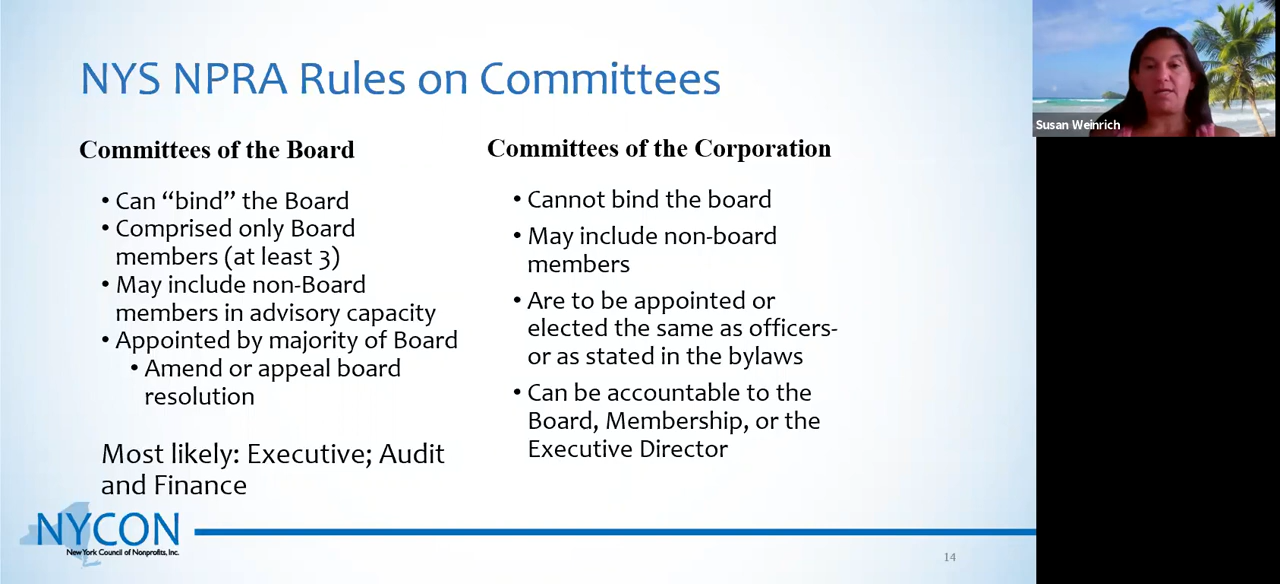 NYS NPRA Rules on Committees
Committees of the Board
• Can “bind” the Board
• Comprised only Board
members (at least 3)
• May include non-Board
members in advisory capacity
• Appointed by majority of Board
• Amend or appeal board
resolution
Most likely: Executive; Audit
and Finance
Committees of the Corporation
• Cannot bind the board
• May include non-board
members
• Are to be appointed or
elected the same as officers-
or as stated in the bylaws
• Can be accountable to the
Board, Membership, or the
Executive Director
NYCON
New York Council of Nonprofits, Inc.
14
Susan Weinrich